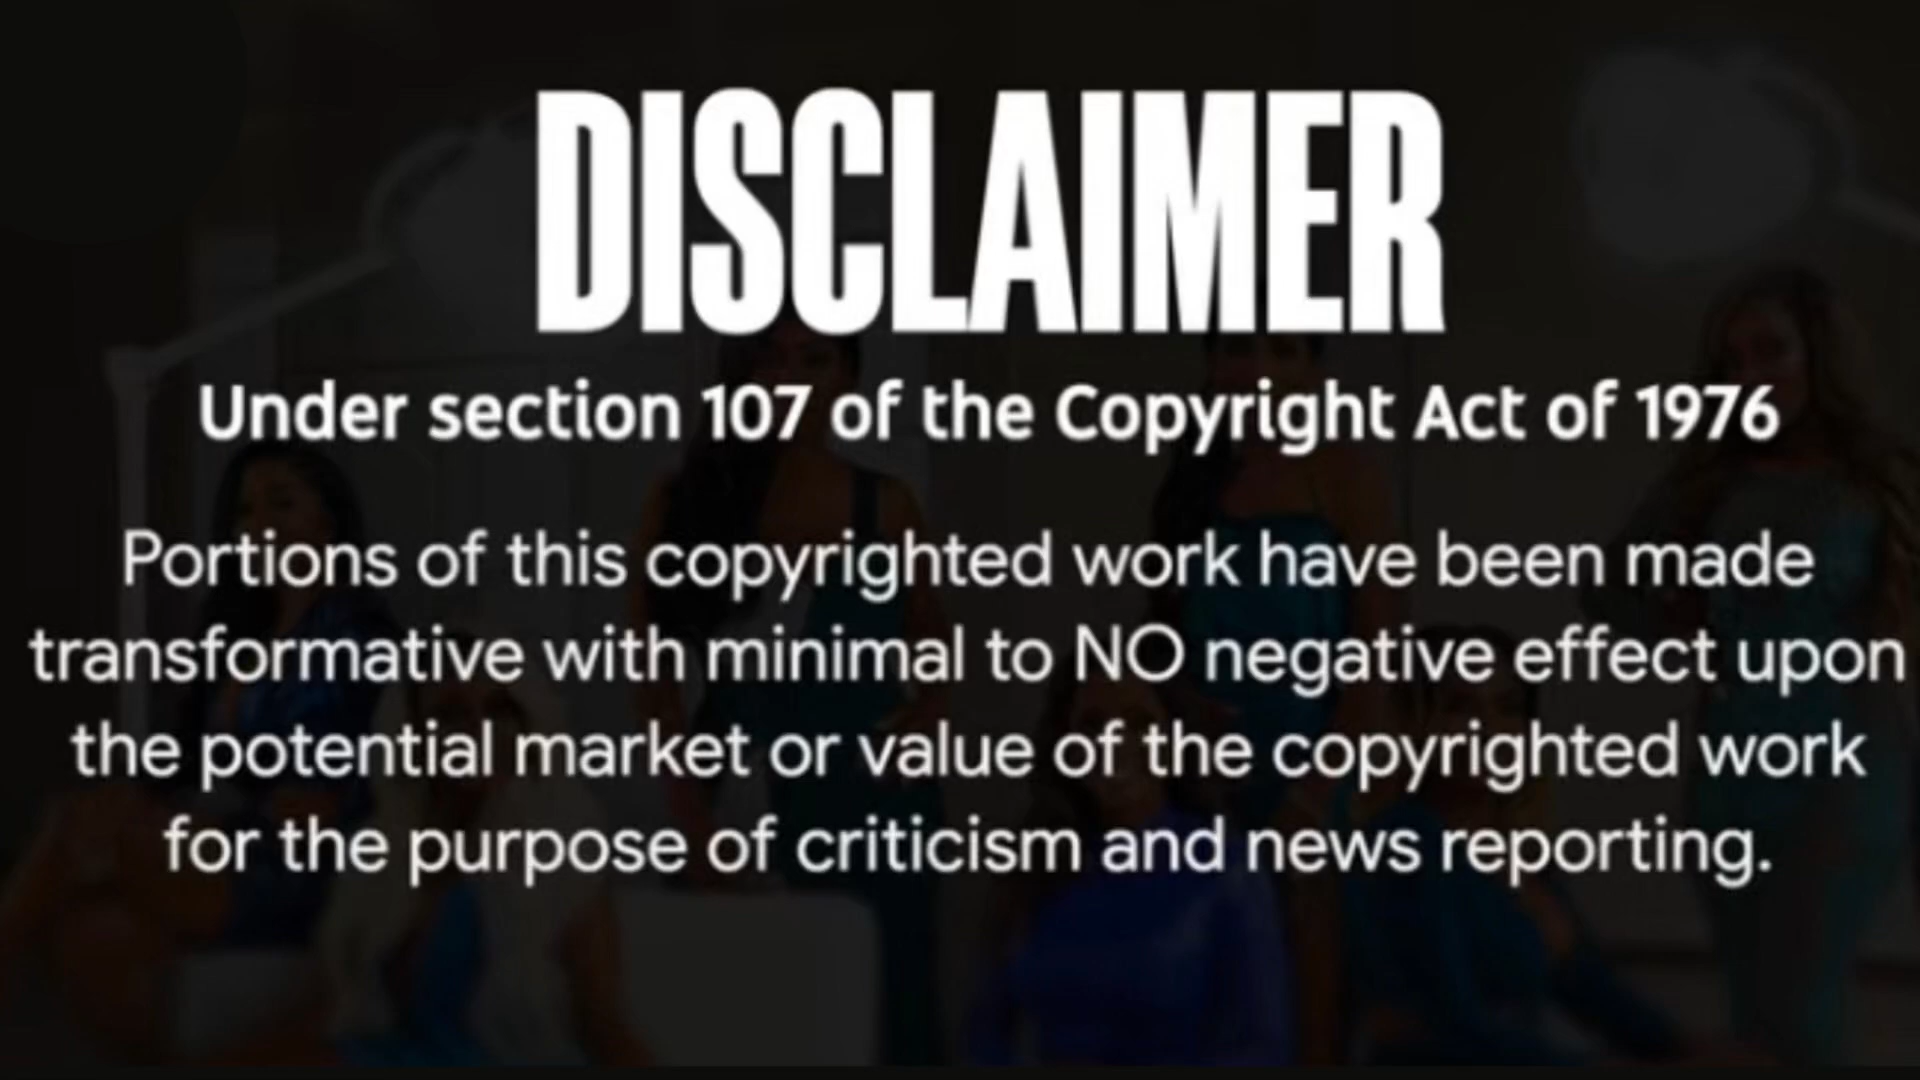 DISCLAIMER
Under section 107 of the Copyright Act of 1976
Portions of this copyrighted work have been made
transformative with minimal to NO negative effect upon
the potential market or value of the copyrighted work
for the purpose of criticism and news reporting.